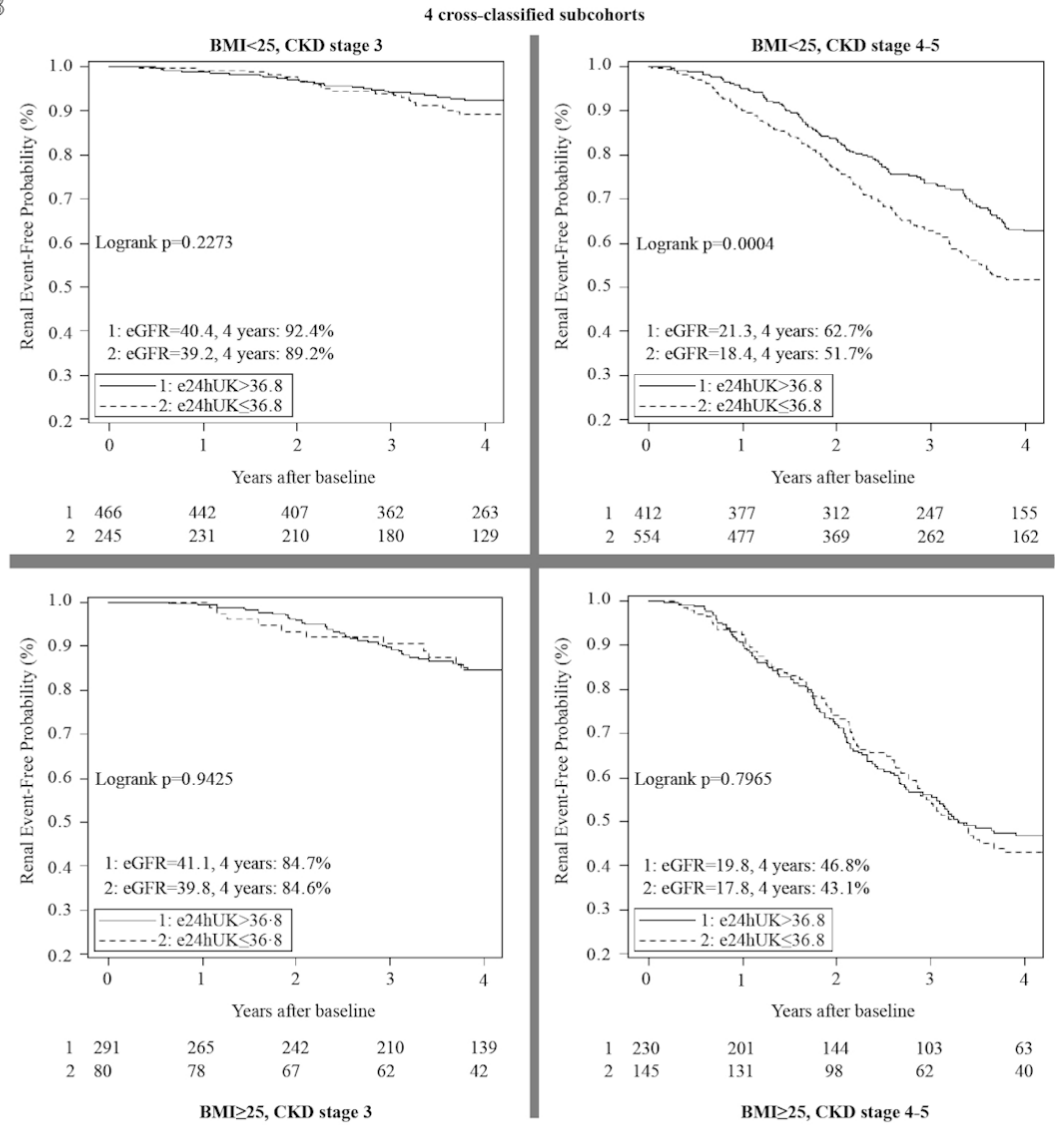 4 cross-classified subcohorts
BMI<25, CKD stage 3
Renal Event-Free Probability (%)
1.0
0.9
0.8
0.7
0.6
0.5
0.4
0.3
0.2
Logrank p=0.2273
1: eGFR=40.4, 4 years: 92.4%
2: eGFR=39.2, 4 years: 89.2%
1: e24hUK>36.8
2: e24hUK≤36.8
0 1 2 3 4
Years after baseline
1 466 442 407 362 263
2 245 231 210 180 129
BMI<25, CKD stage 4-5
Renal Event-Free Probability (%)
1.0
0.9
0.8
0.7
0.6
0.5
0.4
0.3
0.2
Logrank p=0.0004
1: eGFR=21.3, 4 years: 62.7%
2: eGFR=18.4, 4 years: 51.7%
1: e24hUK>36.8
2: e24hUK≤36.8
0 1 2 3 4
Years after baseline
1 412 377 312 247 155
2 554 477 369 262 162
Renal Event-Free Probability (%)
1.0
0.9
0.8
0.7
0.6
0.5
0.4
0.3
0.2
Logrank p=0.9425
1: eGFR=41.1, 4 years: 84.7%
2: eGFR=39.8, 4 years: 84.6%
1: e24hUK>36·8
2: e24hUK≤36·8
0 1 2 3 4
Years after baseline
1 291 265 242 210 139
2 80 78 67 62 42
BMI≥25, CKD stage 3
Renal Event-Free Probability (%)
1.0
0.9
0.8
0.7
0.6
0.5
0.4
0.3
0.2
Logrank p=0.7965
1: eGFR=19.8, 4 years: 46.8%
2: eGFR=17.8, 4 years: 43.1%
1: e24hUK>36.8
2: e24hUK≤36.8
0 1 2 3 4
Years after baseline
1 230 201 144 103 63
2 145 131 98 62 40
BMI≥25, CKD stage 4-5